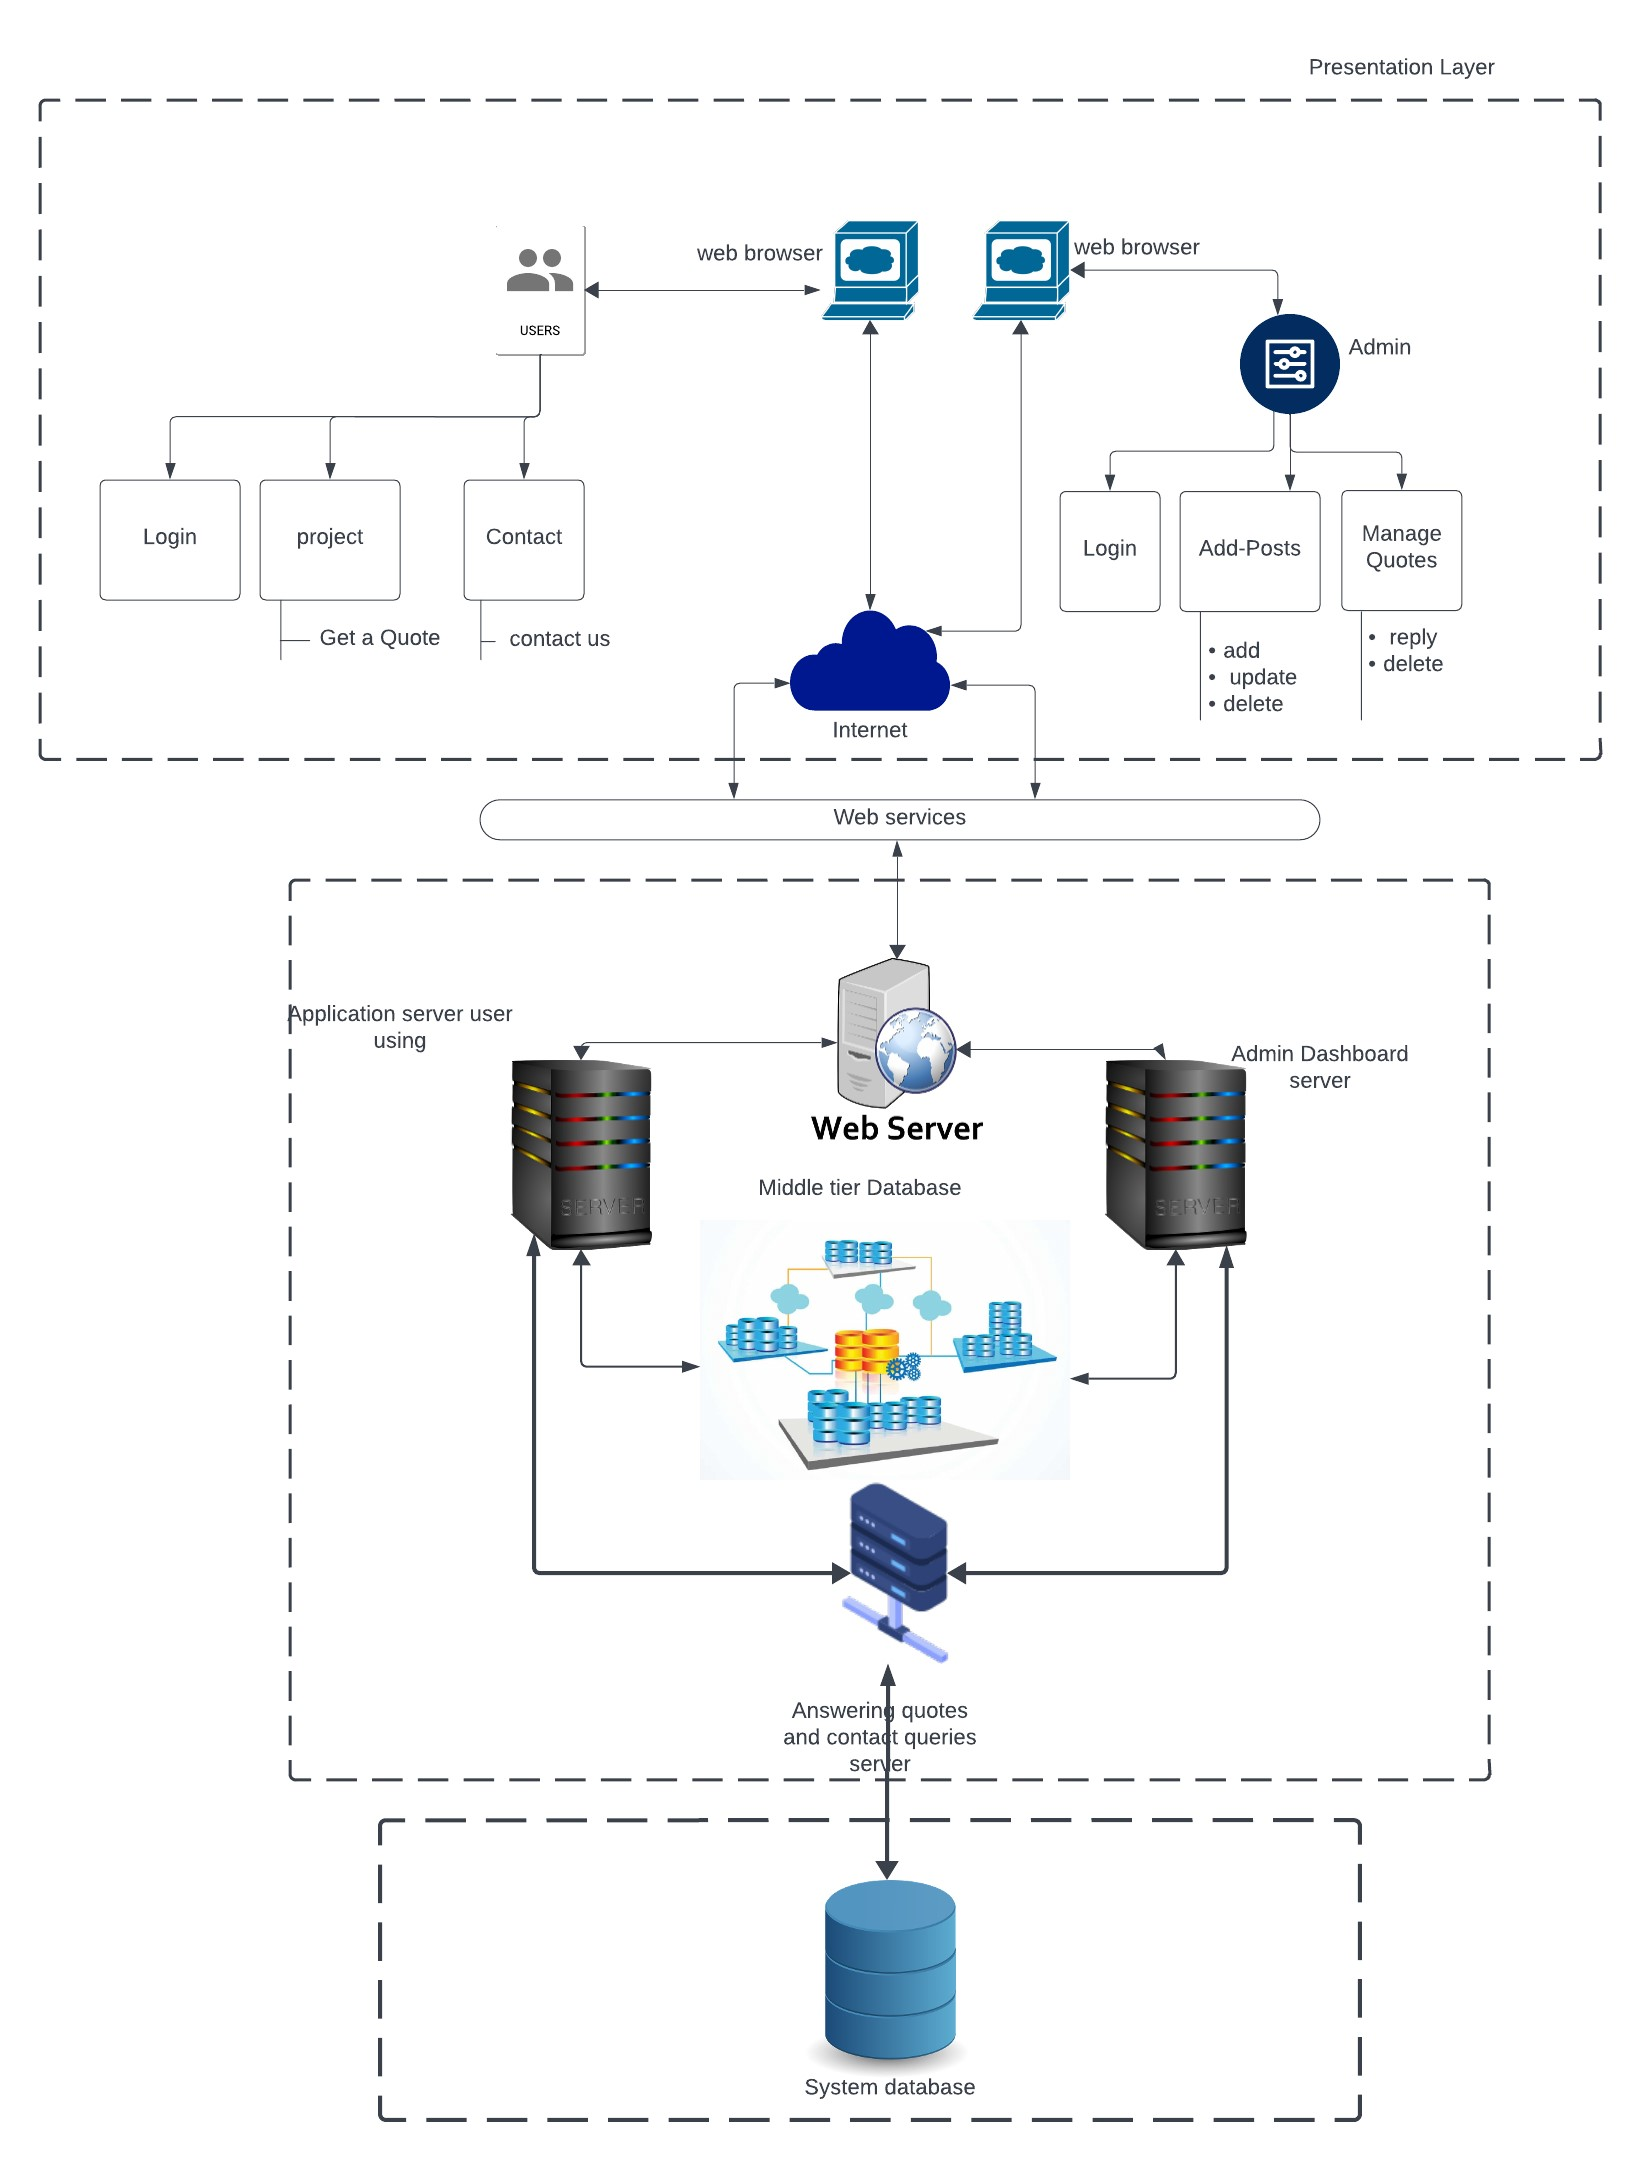 Presentation Layer
web browser
web browser
USERS
Admin
Login
project
Contact
Login
Add-Posts
Manage
Quotes
Get a Quote
contact us
• add
• update
• delete
• reply
• delete
Internet
Web services
Application server user
using
Admin Dashboard
server
Web Server
SERVER
SERVER
Middle tier Database
Answering quotes
and contact queries
server
System database